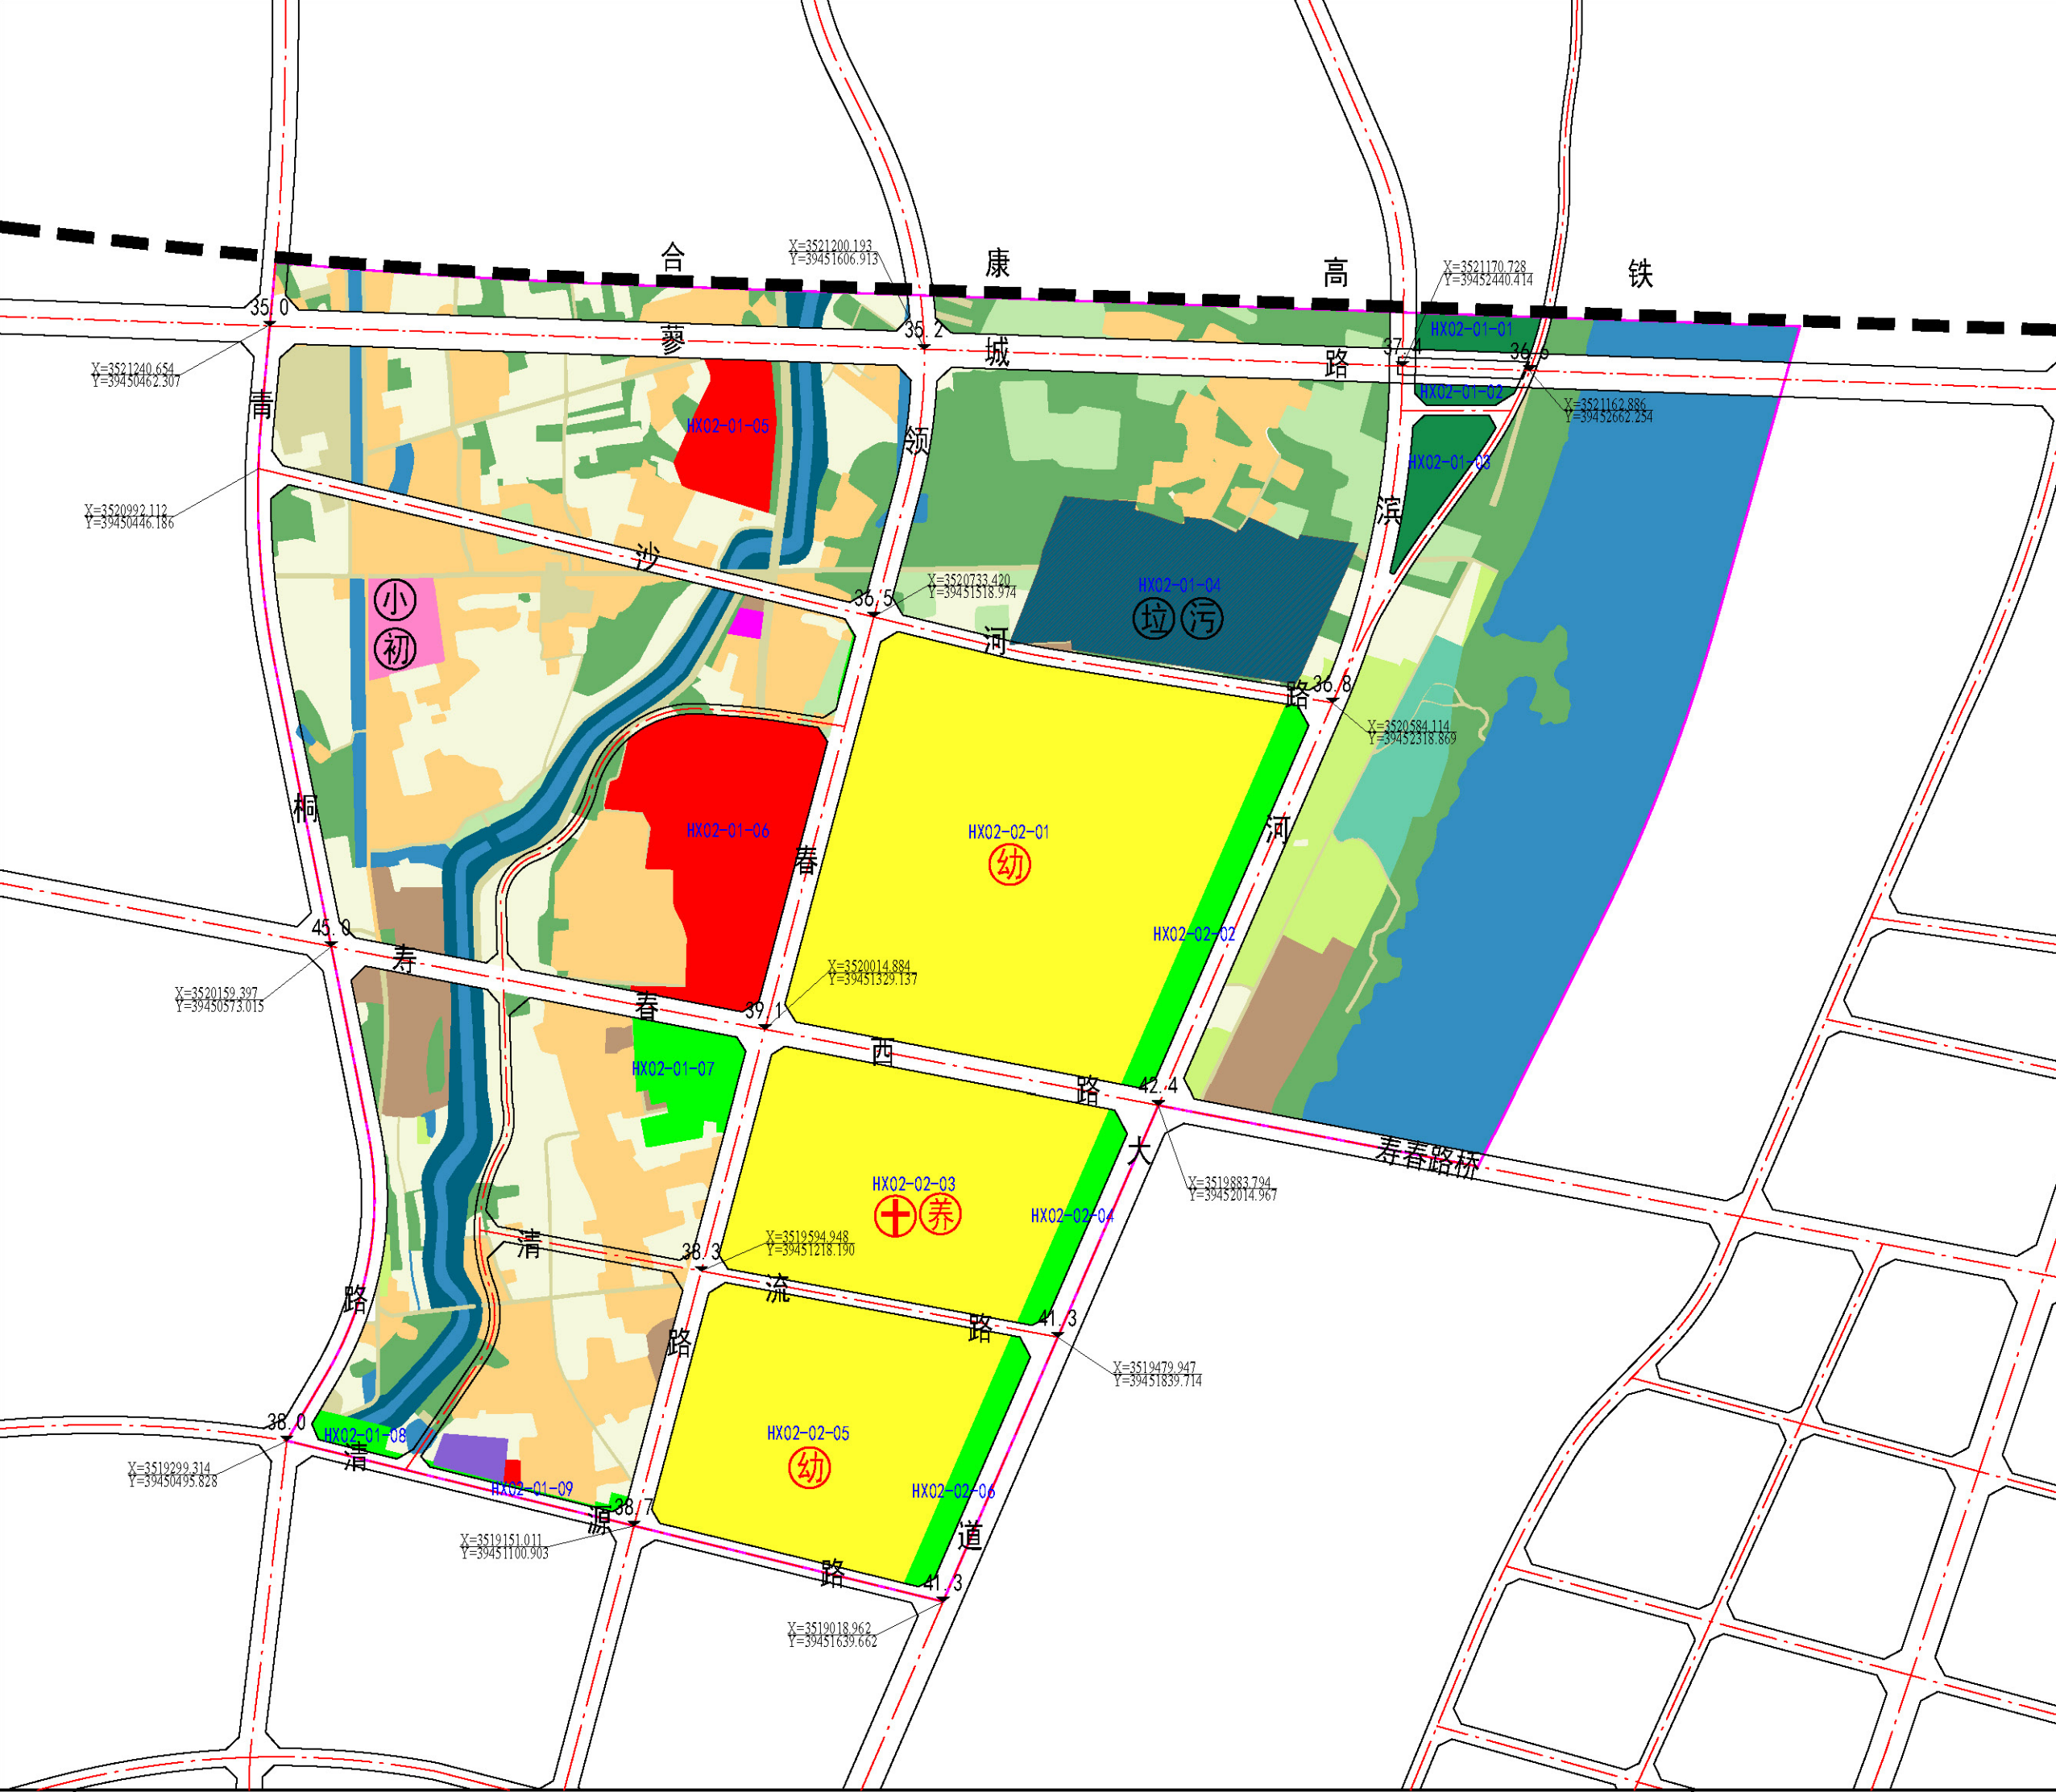 合 康 高 铁
X=3521200.193
Y=39451606.913
X=3521170.728
Y=39452440.414
35.0
35.2
37.4
36.6
蓼 城 路
HX02-01-01
HX02-01-02
X=3521240.654
Y=39450462.307
X=3521162.886
Y=39452662.254
HX02-01-05
HX02-01-03
X=3520992.112
Y=39450446.186
沙 河 路
X=3520733.420
Y=39451518.974
36.5
HX02-01-04
垃 污
小
初
36.8
X=3520584.114
Y=39452318.869
青 桐 路
领 春 路
滨 河 大 道
HX02-01-06
HX02-02-01
幼
HX02-02-02
45.0
寿 春 西 路
X=3520159.397
Y=39450573.015
X=3520014.884
Y=39451329.137
39.1
42.4
HX02-01-07
寿春路桥
X=3519883.794
Y=39452014.967
HX02-02-03
养
HX02-02-04
X=3519594.948
Y=39451218.190
38.3
清 流 路
41.3
X=3519479.947
Y=39451839.714
38.0
HX02-01-08
HX02-02-05
幼
X=3519299.314
Y=39450495.828
HX02-01-09
HX02-02-06
清 源 路
38.7
X=3519151.011
Y=39451100.903
41.3
X=3519018.962
Y=39451639.662